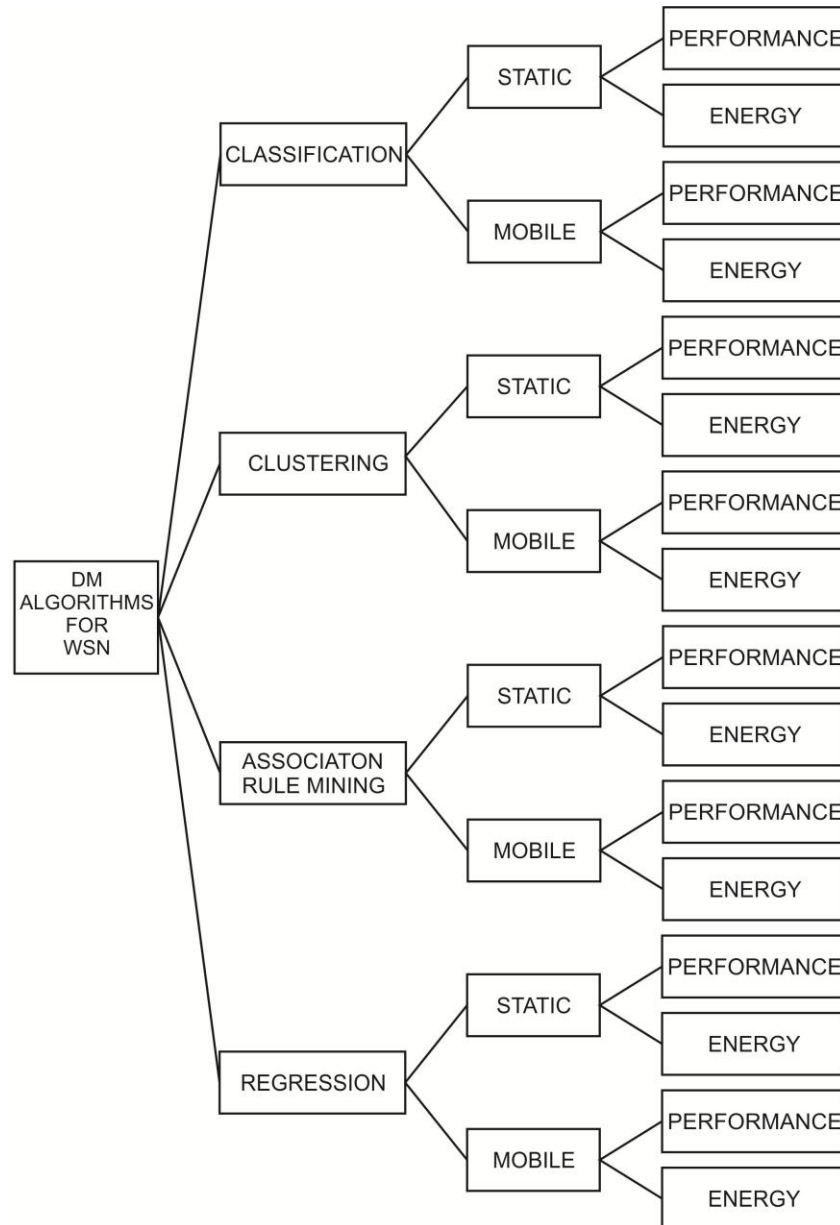 PERFORMANCE
STATIC
ENERGY
CLASSIFICATION
PERFORMANCE
MOBILE
ENERGY
PERFORMANCE
STATIC
ENERGY
CLUSTERING
PERFORMANCE
MOBILE
ENERGY
DM
ALGORITHMS
FOR
WSN
PERFORMANCE
STATIC
ENERGY
ASSOCIATON
RULE MINING
PERFORMANCE
MOBILE
ENERGY
PERFORMANCE
STATIC
ENERGY
REGRESSION
PERFORMANCE
MOBILE
ENERGY